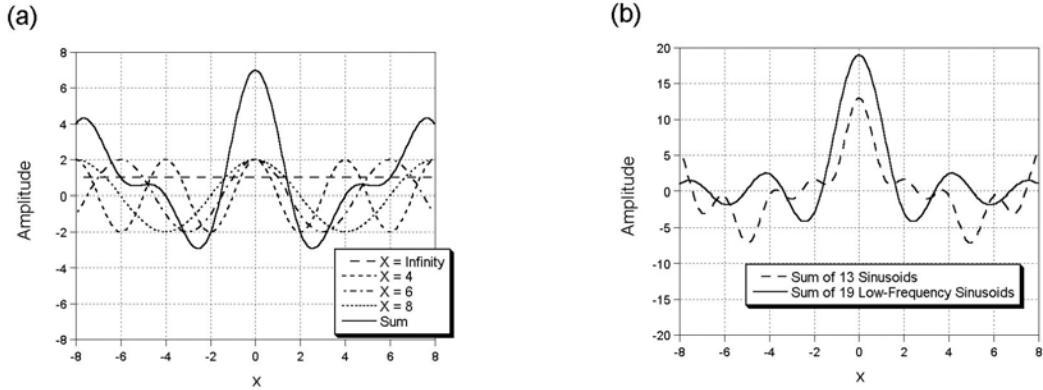 (a)
Amplitude
8
6
4
2
0
-2
-4
-6
-8
-8 -6 -4 -2 0 2 4 6 8
X
X = Infinity
X = 4
X = 6
X = 8
Sum
(b)
Amplitude
20
15
10
5
0
-5
-10
-15
-20
-8 -6 -4 -2 0 2 4 6 8
X
Sum of 13 Sinusoids
Sum of 19 Low-Frequency Sinusoids